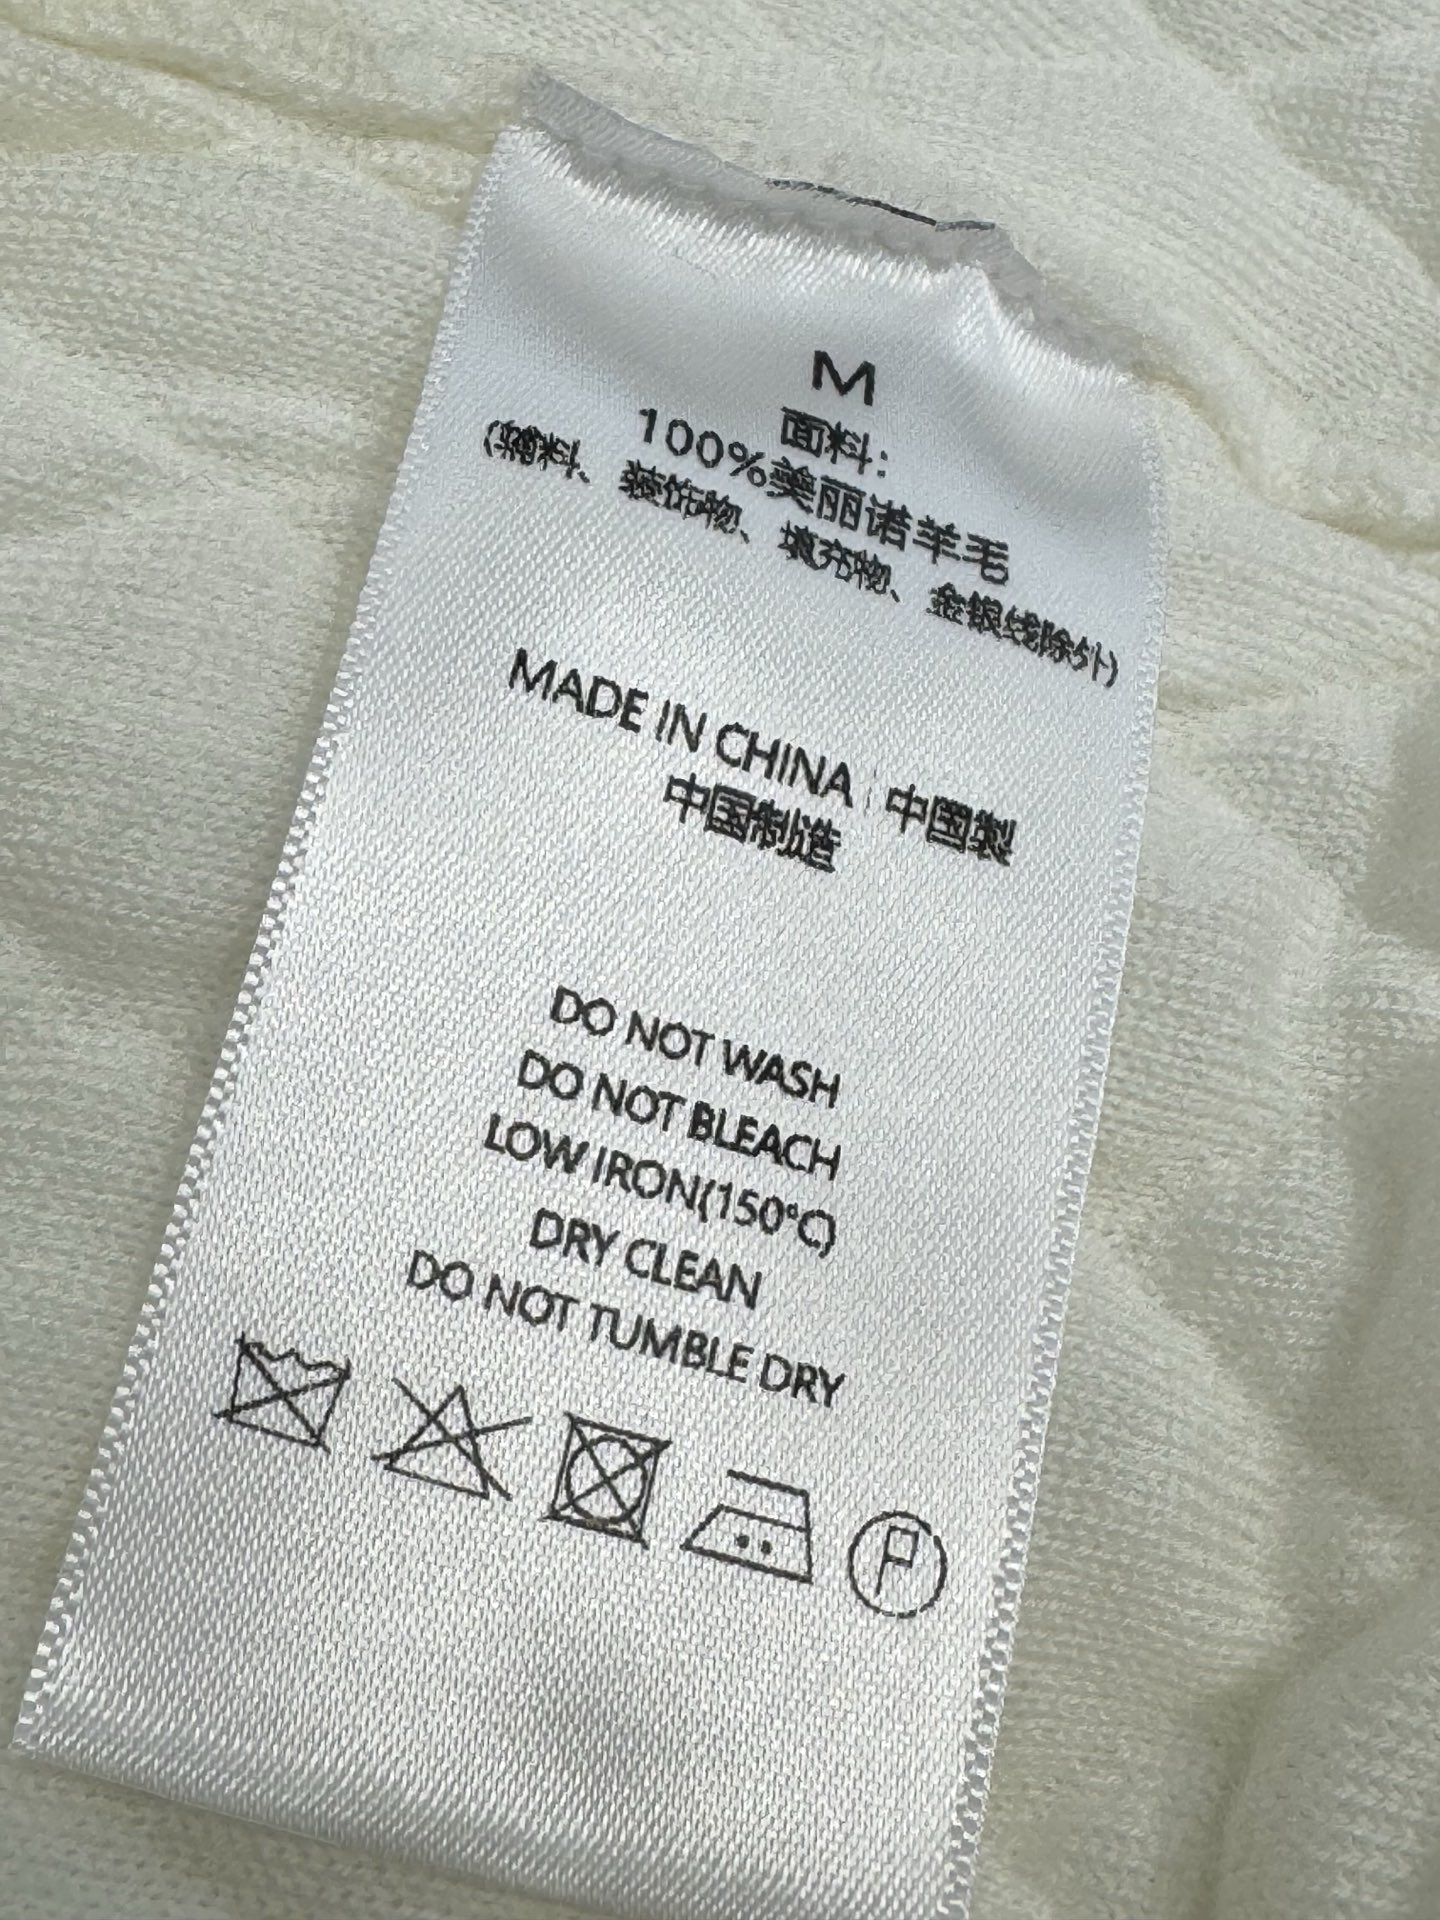 M
面料:
100%美丽诺羊毛
(辅料、装饰物、填充物、金银线除外)
MADE IN CHINA | 中国製
中国制造
DO NOT WASH
DO NOT BLEACH
LOW IRON(150℃)
DRY CLEAN
DO NOT TUMBLE DRY
P